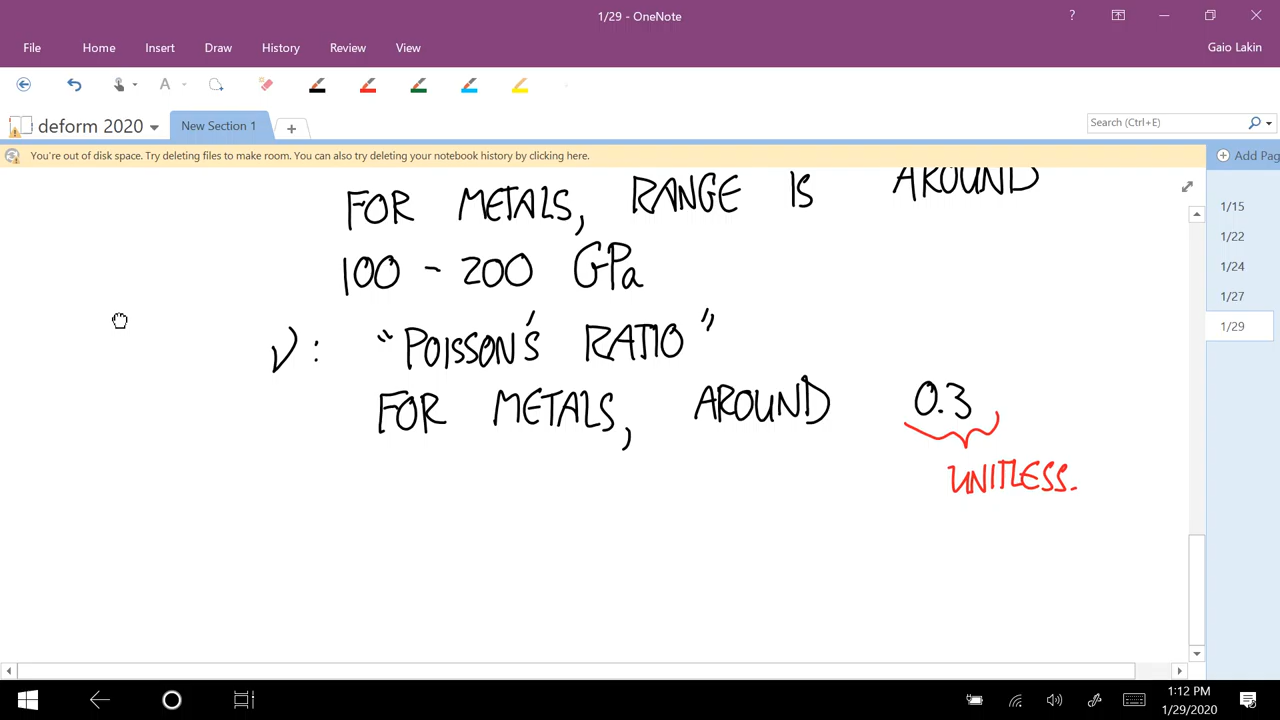 1/29 - OneNote
?
File Home Insert Draw History Review View Gaio Lakin
A
deform 2020 New Section 1 + Search (Ctrl+E)
You're out of disk space. Try deleting files to make room. You can also try deleting your notebook history by clicking here.
Add Pag
1/15
1/22
1/24
1/27
1/29
FOR METALS, RANGE IS AROUND
100 - 200 GPa
ν: "POISSON'S RATIO"
FOR METALS, AROUND 0.3
UNITLESS.
1:12 PM
1/29/2020